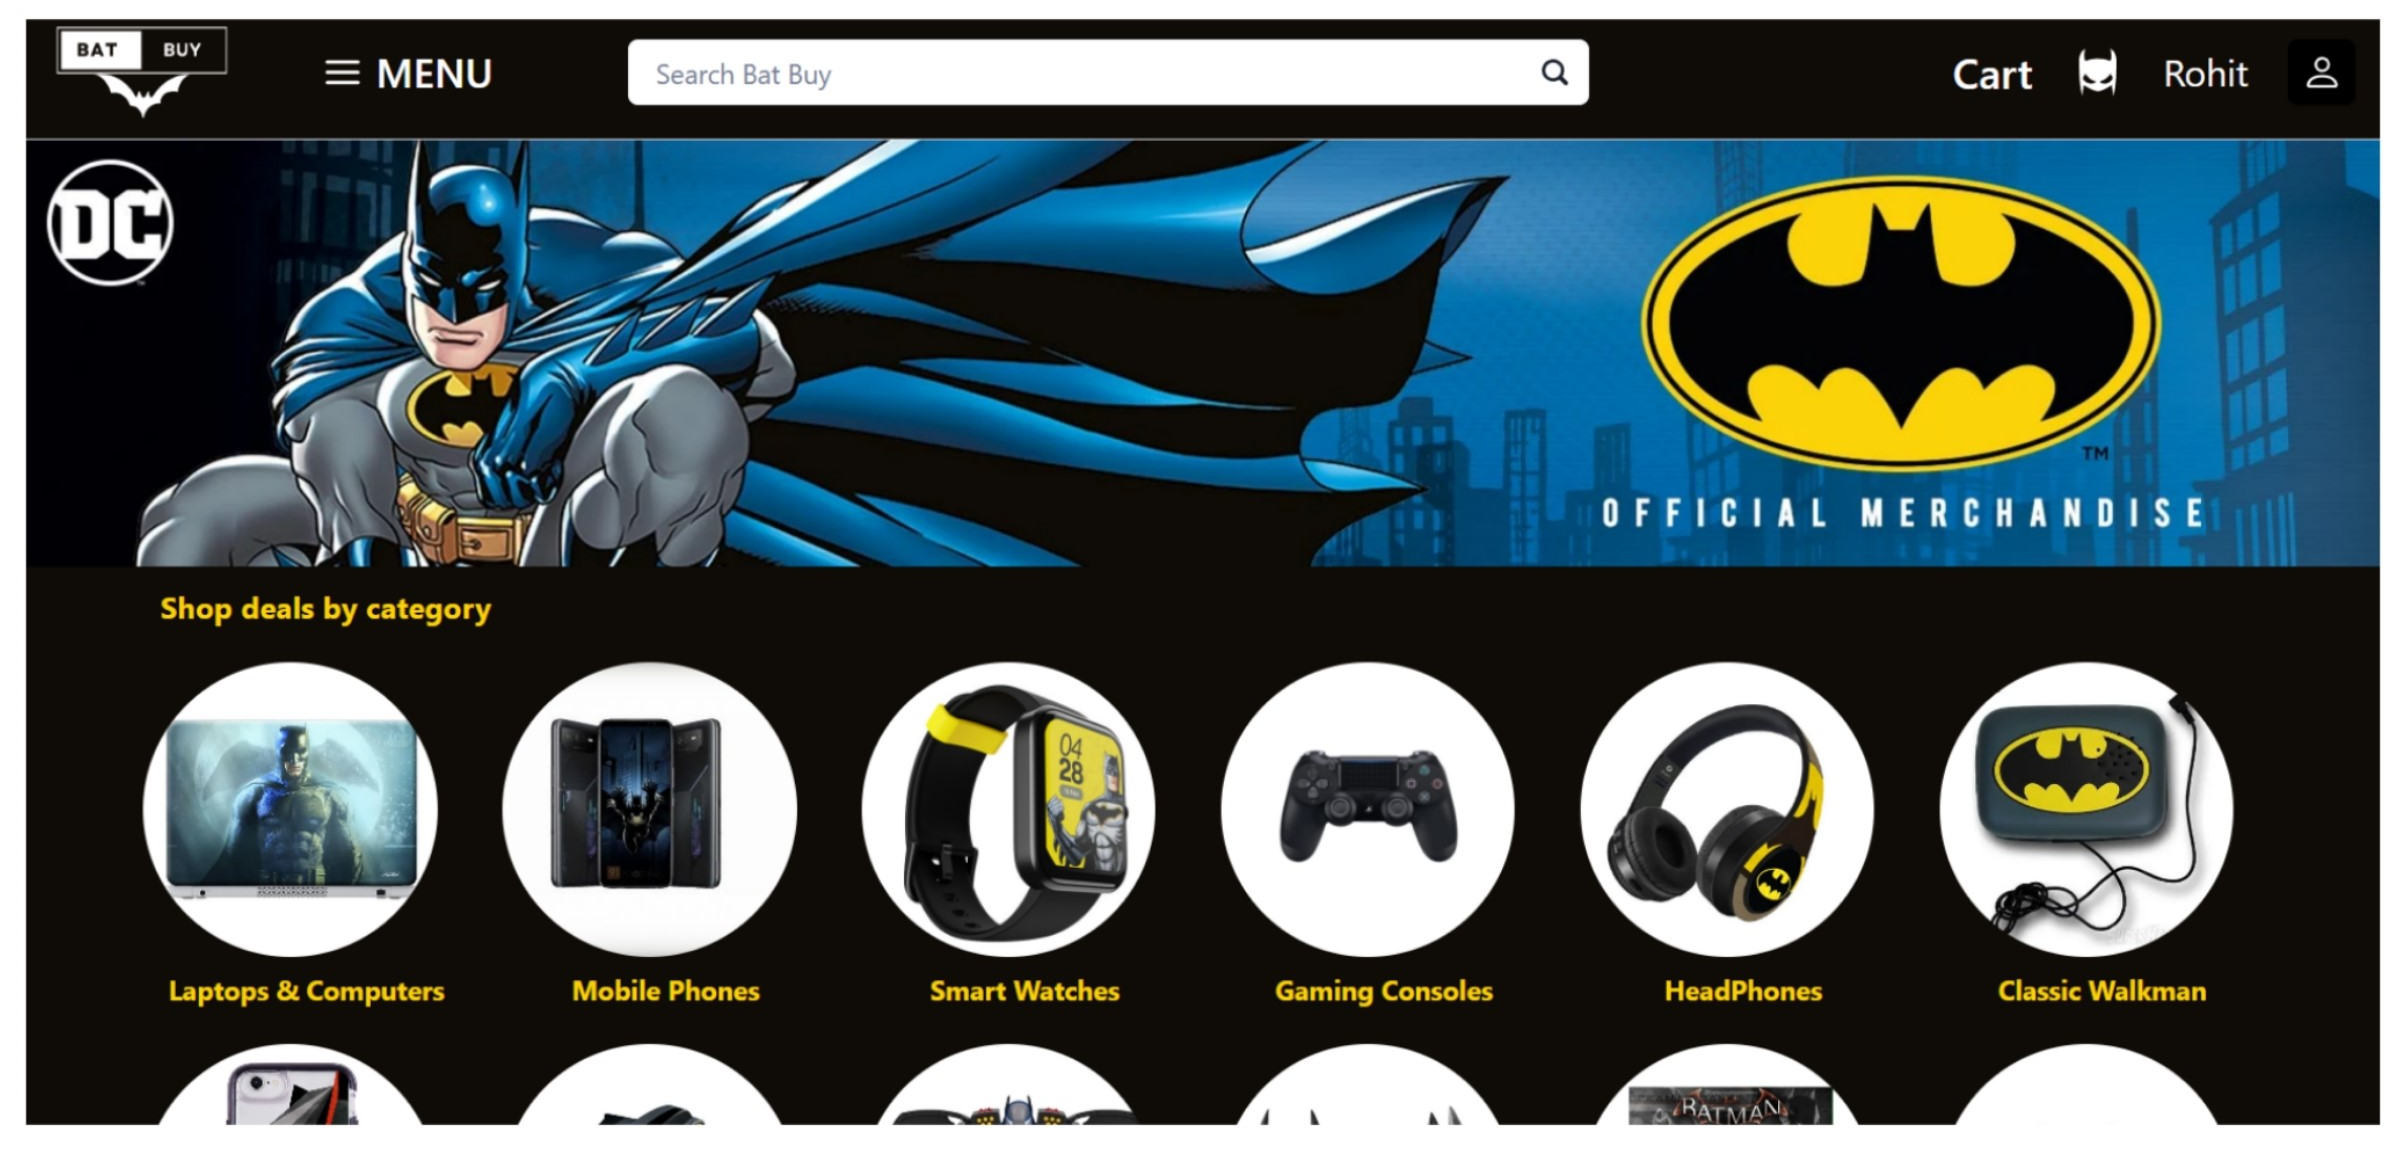 BAT BUY
MENU
Search Bat Buy
Cart
Rohit
DC
TM
OFFICIAL MERCHANDISE
Shop deals by category
04
28
Laptops & Computers
Mobile Phones
Smart Watches
Gaming Consoles
HeadPhones
Classic Walkman
BATMAN